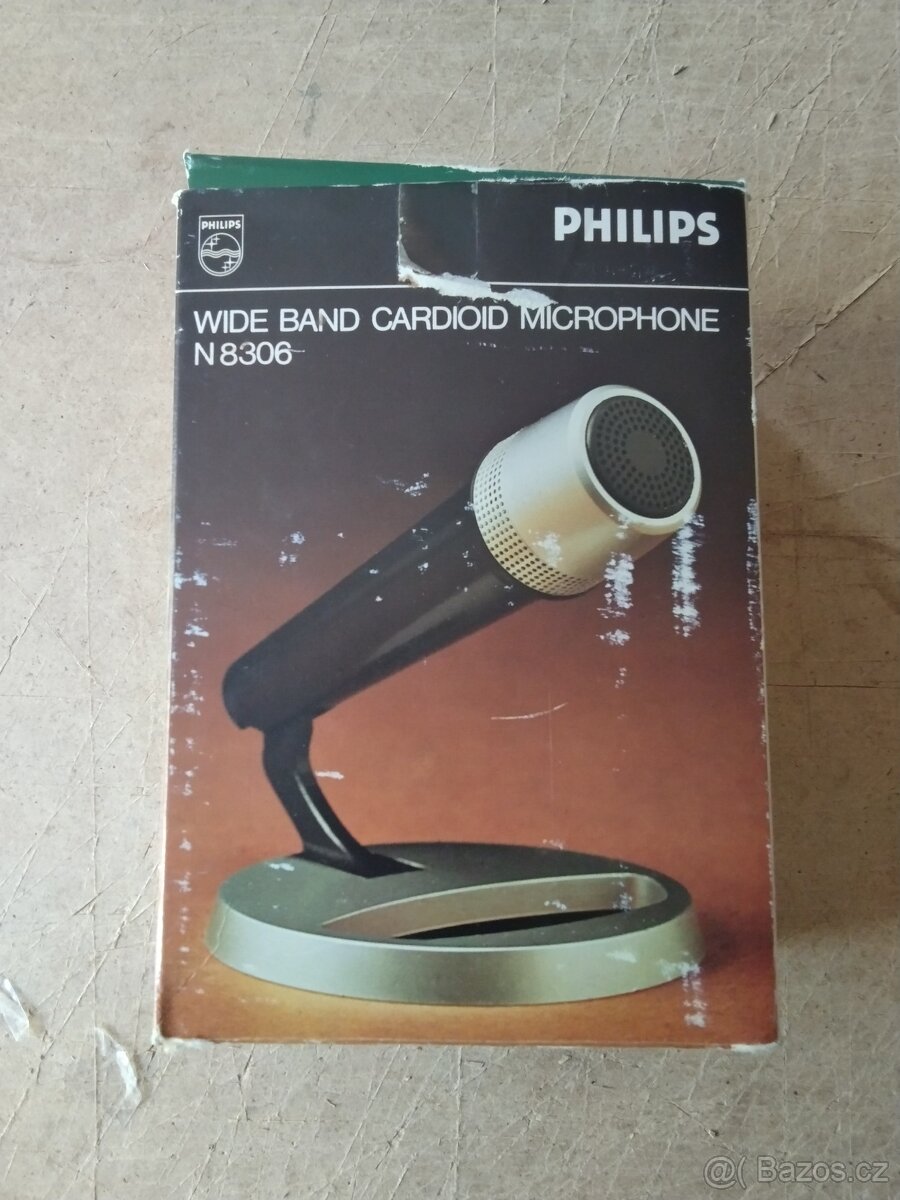 PHILIPS
PHILIPS
WIDE BAND CARDIOID MICROPHONE
N 8306
@( Bazos.cz